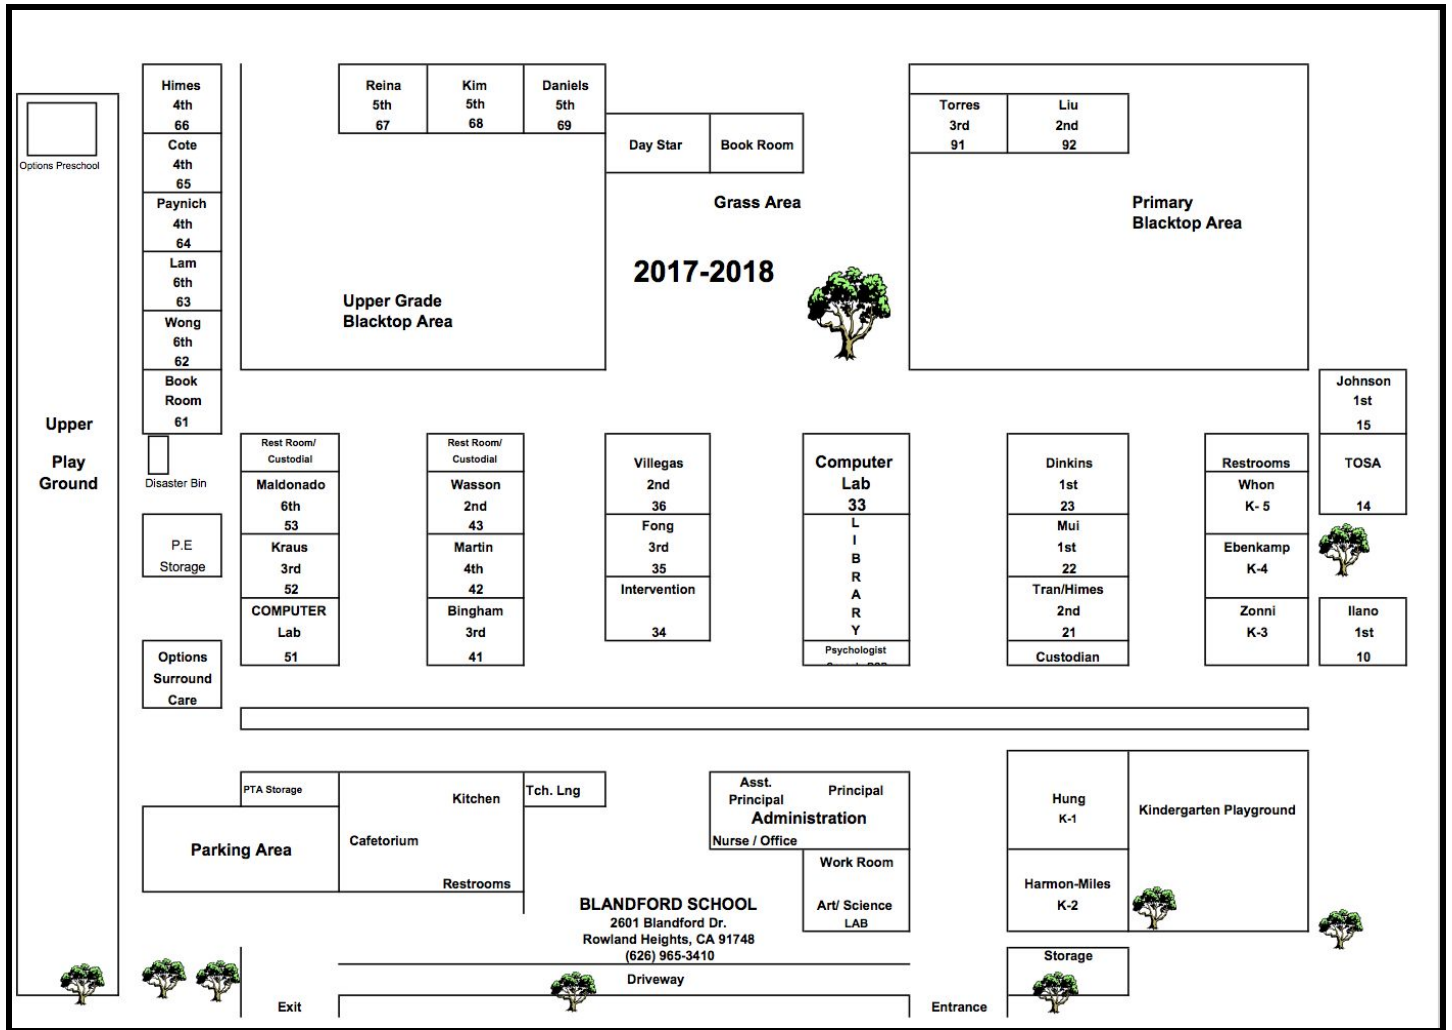 Options Preschool
Upper
Play
Ground
Himes
4th
66
Cote
4th
65
Paynich
4th
64
Lam
6th
63
Wong
6th
62
Book
Room
61
Disaster Bin
P.E
Storage
Options
Surround
Care
Reina
5th
67
Kim
5th
68
Daniels
5th
69
Upper Grade
Blacktop Area
Day Star
Book Room
Grass Area
2017-2018
Torres
3rd
91
Liu
2nd
92
Primary
Blacktop Area
Rest Room/
Custodial
Maldonado
6th
53
Kraus
3rd
52
COMPUTER
Lab
51
Rest Room/
Custodial
Wasson
2nd
43
Martin
4th
42
Bingham
3rd
41
Villegas
2nd
36
Fong
3rd
35
Intervention
34
Computer
Lab
33
L
I
B
R
A
R
Y
Psychologist
Dinkins
1st
23
Mui
1st
22
Tran/Himes
2nd
21
Custodian
Restrooms
Whon
K- 5
Ebenkamp
K-4
Zonni
K-3
Johnson
1st
15
TOSA
14
Ilano
1st
10
PTA Storage
Parking Area
Kitchen
Cafetorium
Restrooms
Tch. Lng
Asst.
Principal
Principal
Administration
Nurse / Office
Work Room
Art/ Science
LAB
Hung
K-1
Harmon-Miles
K-2
Kindergarten Playground
Storage
BLANDFORD SCHOOL
2601 Blandford Dr.
Rowland Heights, CA 91748
(626) 965-3410
Driveway
Exit
Entrance